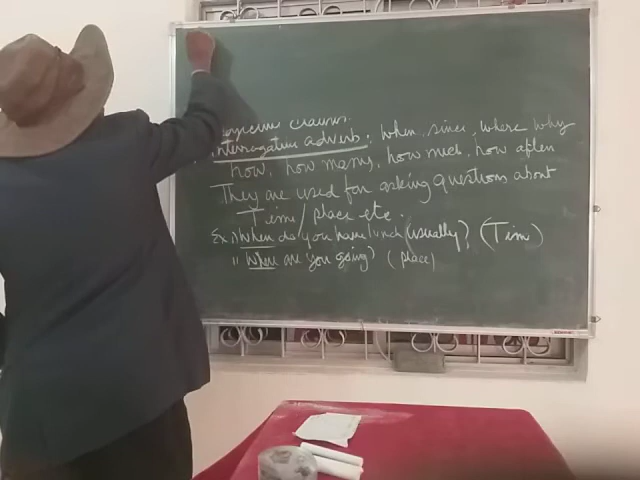 interrogative adverb: when, since, where why
how, how many, how much, how often
They are used for asking questions about
Time/place etc.
Ex i) When do you have lunch (usually? (Time)
ii Where are you going? (place)